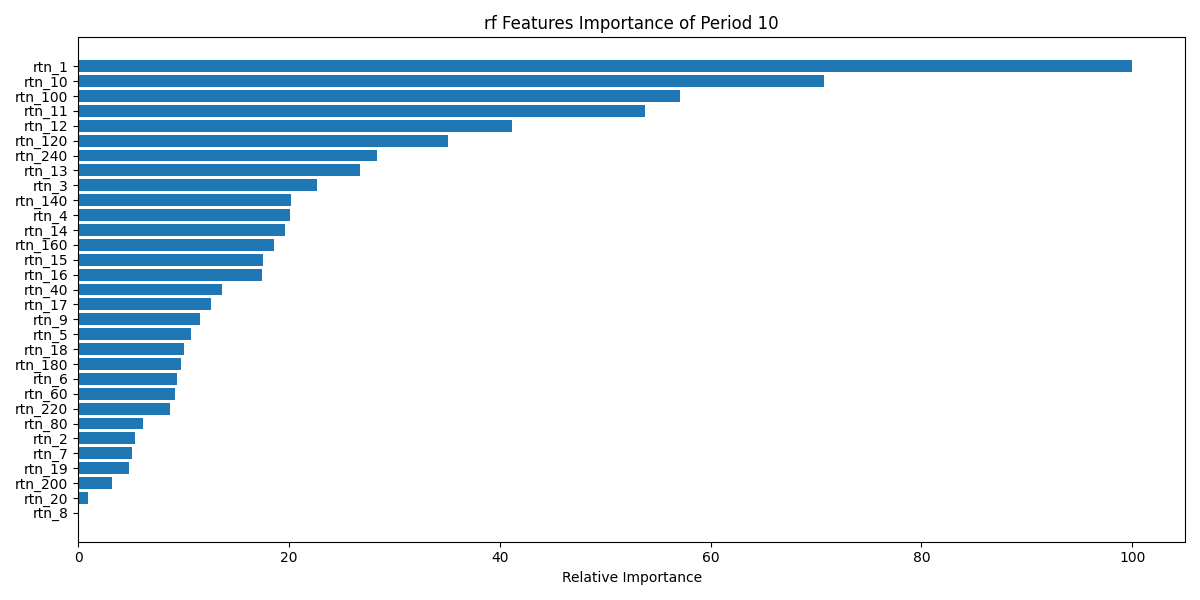 rf Features Importance of Period 10
rtn_1
rtn_10
rtn_100
rtn_11
rtn_12
rtn_120
rtn_240
rtn_13
rtn_3
rtn_140
rtn_4
rtn_14
rtn_160
rtn_15
rtn_16
rtn_40
rtn_17
rtn_9
rtn_5
rtn_18
rtn_180
rtn_6
rtn_60
rtn_220
rtn_80
rtn_2
rtn_7
rtn_19
rtn_200
rtn_20
rtn_8
0 20 40 60 80 100
Relative Importance